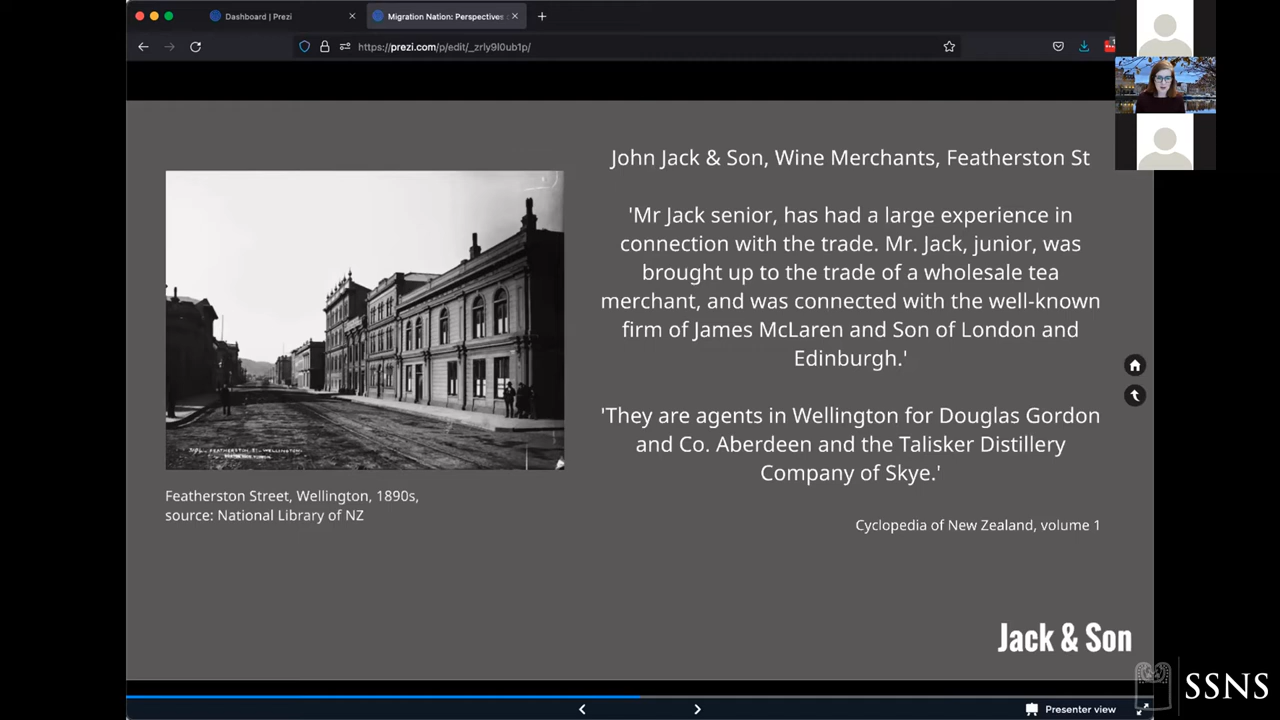 Dashboard | Prezi
Migration Nation: Perspectives
https://prezi.com/p/edit/_zrly9l0ub1p/
John Jack & Son, Wine Merchants, Featherston St
'Mr Jack senior, has had a large experience in
connection with the trade. Mr. Jack, junior, was
brought up to the trade of a wholesale tea
merchant, and was connected with the well-known
firm of James McLaren and Son of London and
Edinburgh.'
'They are agents in Wellington for Douglas Gordon
and Co. Aberdeen and the Talisker Distillery
Company of Skye.'
Cyclopedia of New Zealand, volume 1
FEATHERSTON ST. WELLINGTON
Featherston Street, Wellington, 1890s,
source: National Library of NZ
Jack & Son
SSNS
Presenter view